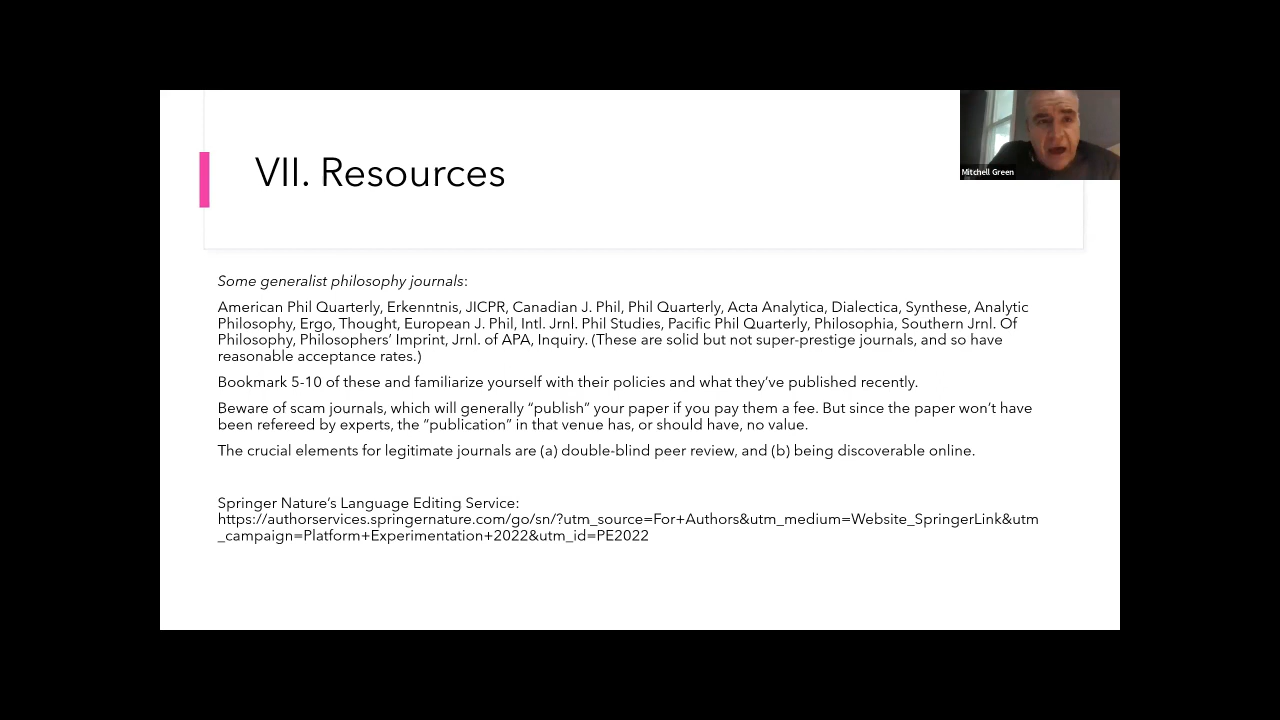 VII. Resources
Mitchell Green
Some generalist philosophy journals:
American Phil Quarterly, Erkenntnis, JICPR, Canadian J. Phil, Phil Quarterly, Acta Analytica, Dialectica, Synthese, Analytic
Philosophy, Ergo, Thought, European J. Phil, Intl. Jrnl. Phil Studies, Pacific Phil Quarterly, Philosophia, Southern Jrnl. Of
Philosophy, Philosophers’ Imprint, Jrnl. of APA, Inquiry. (These are solid but not super-prestige journals, and so have
reasonable acceptance rates.)
Bookmark 5-10 of these and familiarize yourself with their policies and what they’ve published recently.
Beware of scam journals, which will generally “publish” your paper if you pay them a fee. But since the paper won’t have
been refereed by experts, the “publication” in that venue has, or should have, no value.
The crucial elements for legitimate journals are (a) double-blind peer review, and (b) being discoverable online.
Springer Nature’s Language Editing Service:
https://authorservices.springernature.com/go/sn/?utm_source=For+Authors&utm_medium=Website_SpringerLink&utm
_campaign=Platform+Experimentation+2022&utm_id=PE2022